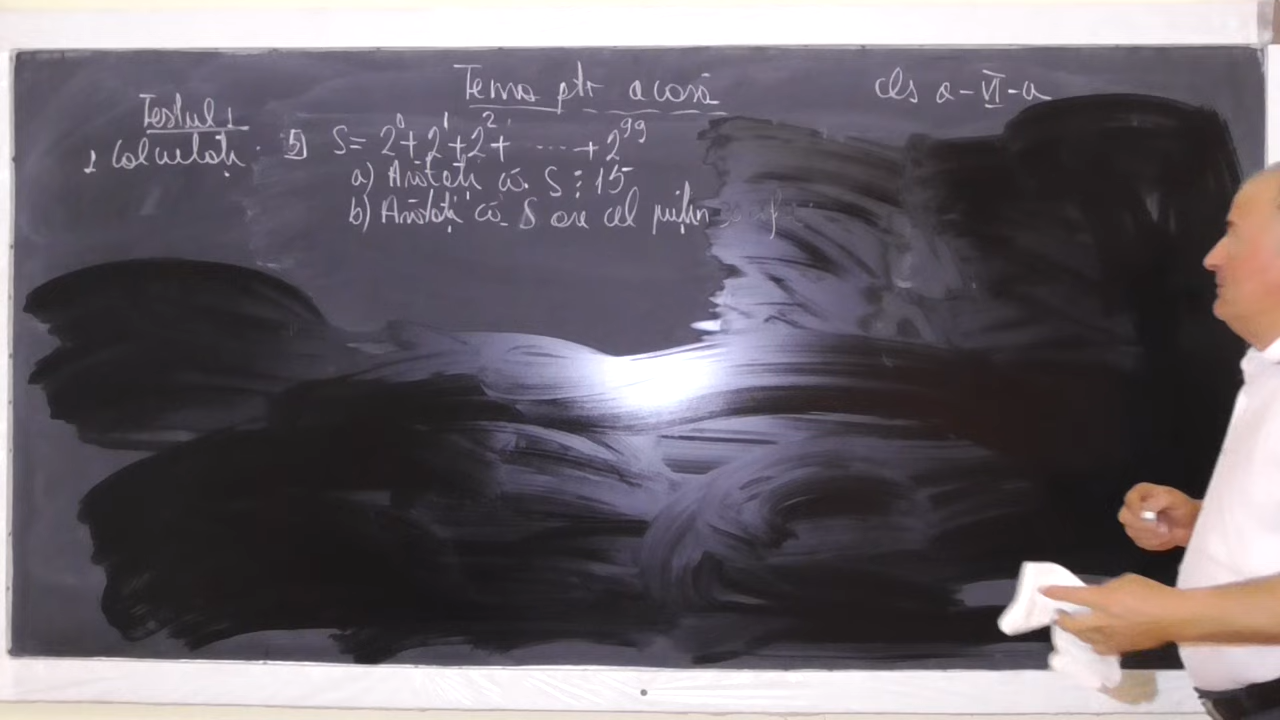 Tema ptr acasă
cls a-VI-a
Testul 1
1 Calculați
5) S= 2⁰+2¹+2²+ ....+2⁹⁹
a) Arătați că S⋮15
b) Arătați că S are cel puțin